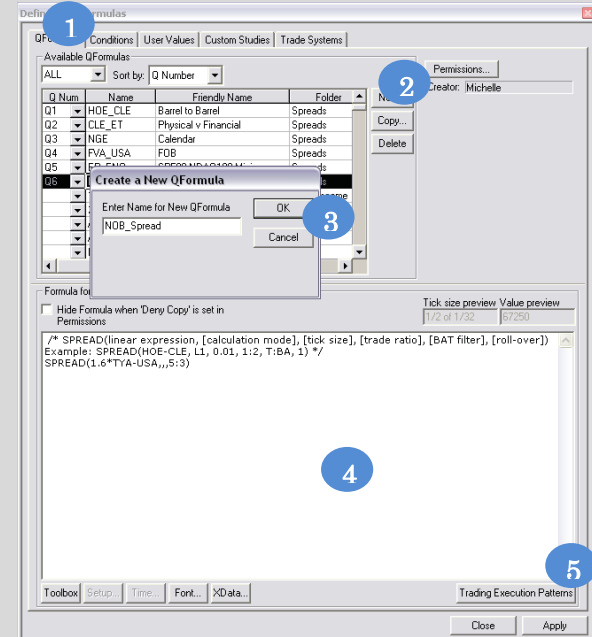 1
QFormulas
Conditions
User Values
Custom Studies
Trade Systems
Available QFormulas
ALL
Sort by:
Q Number
2
Permissions...
Creator:
Michelle
Q Num
Name
Friendly Name
Folder
Q1
HOE_CLE
Barrel to Barrel
Spreads
Copy...
Q2
CLE_ET
Physical v Financial
Spreads
Q3
NGE
Calendar
Spreads
Delete
Q4
FVA_USA
FOB
Spreads
Q5
Spreads
Q6
Create a New QFormula
Enter Name for New QFormula
OK
3
NOB_Spread
Cancel
Formula for
Hide Formula when 'Deny Copy' is set in
Permissions
Tick size preview
Value preview
1/2 of 1/32
67250
/* SPREAD(linear expression, [calculation mode], [tick size], [trade ratio], [BAT filter], [roll-over])
Example: SPREAD(HOE-CLE, L1, 0.01, 1:2, T:BA, 1) */
SPREAD(1.6*TYA-USA,,,5:3)
4
5
Toolbox
Setup...
Time...
Font...
XData...
Trading Execution Patterns
Close
Apply